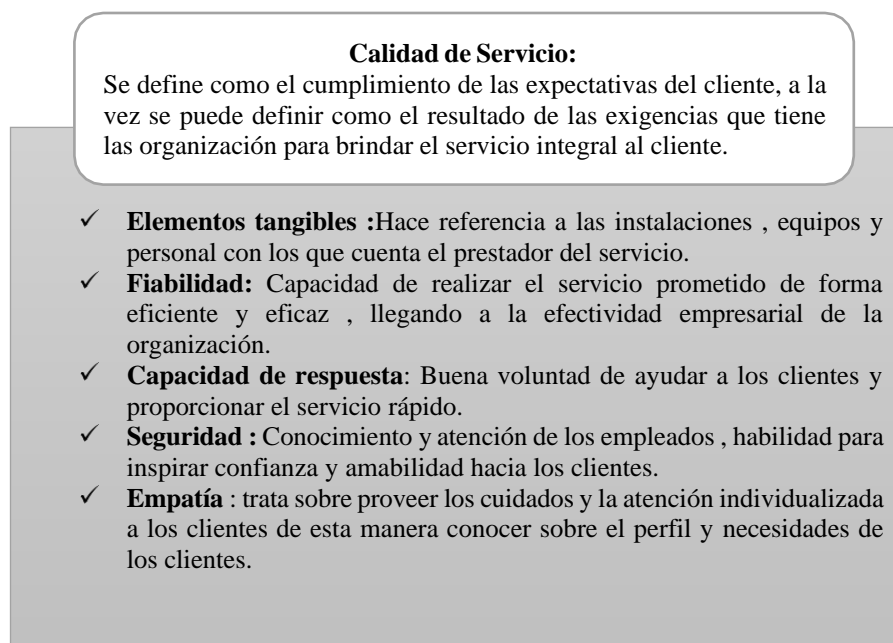 Calidad de Servicio:
Se define como el cumplimiento de las expectativas del cliente, a la
vez se puede definir como el resultado de las exigencias que tiene
las organización para brindar el servicio integral al cliente.
✓ Elementos tangibles :Hace referencia a las instalaciones , equipos y
personal con los que cuenta el prestador del servicio.
✓ Fiabilidad: Capacidad de realizar el servicio prometido de forma
eficiente y eficaz , llegando a la efectividad empresarial de la
organización.
✓ Capacidad de respuesta: Buena voluntad de ayudar a los clientes y
proporcionar el servicio rápido.
✓ Seguridad : Conocimiento y atención de los empleados , habilidad para
inspirar confianza y amabilidad hacia los clientes.
✓ Empatía : trata sobre proveer los cuidados y la atención individualizada
a los clientes de esta manera conocer sobre el perfil y necesidades de
los clientes.